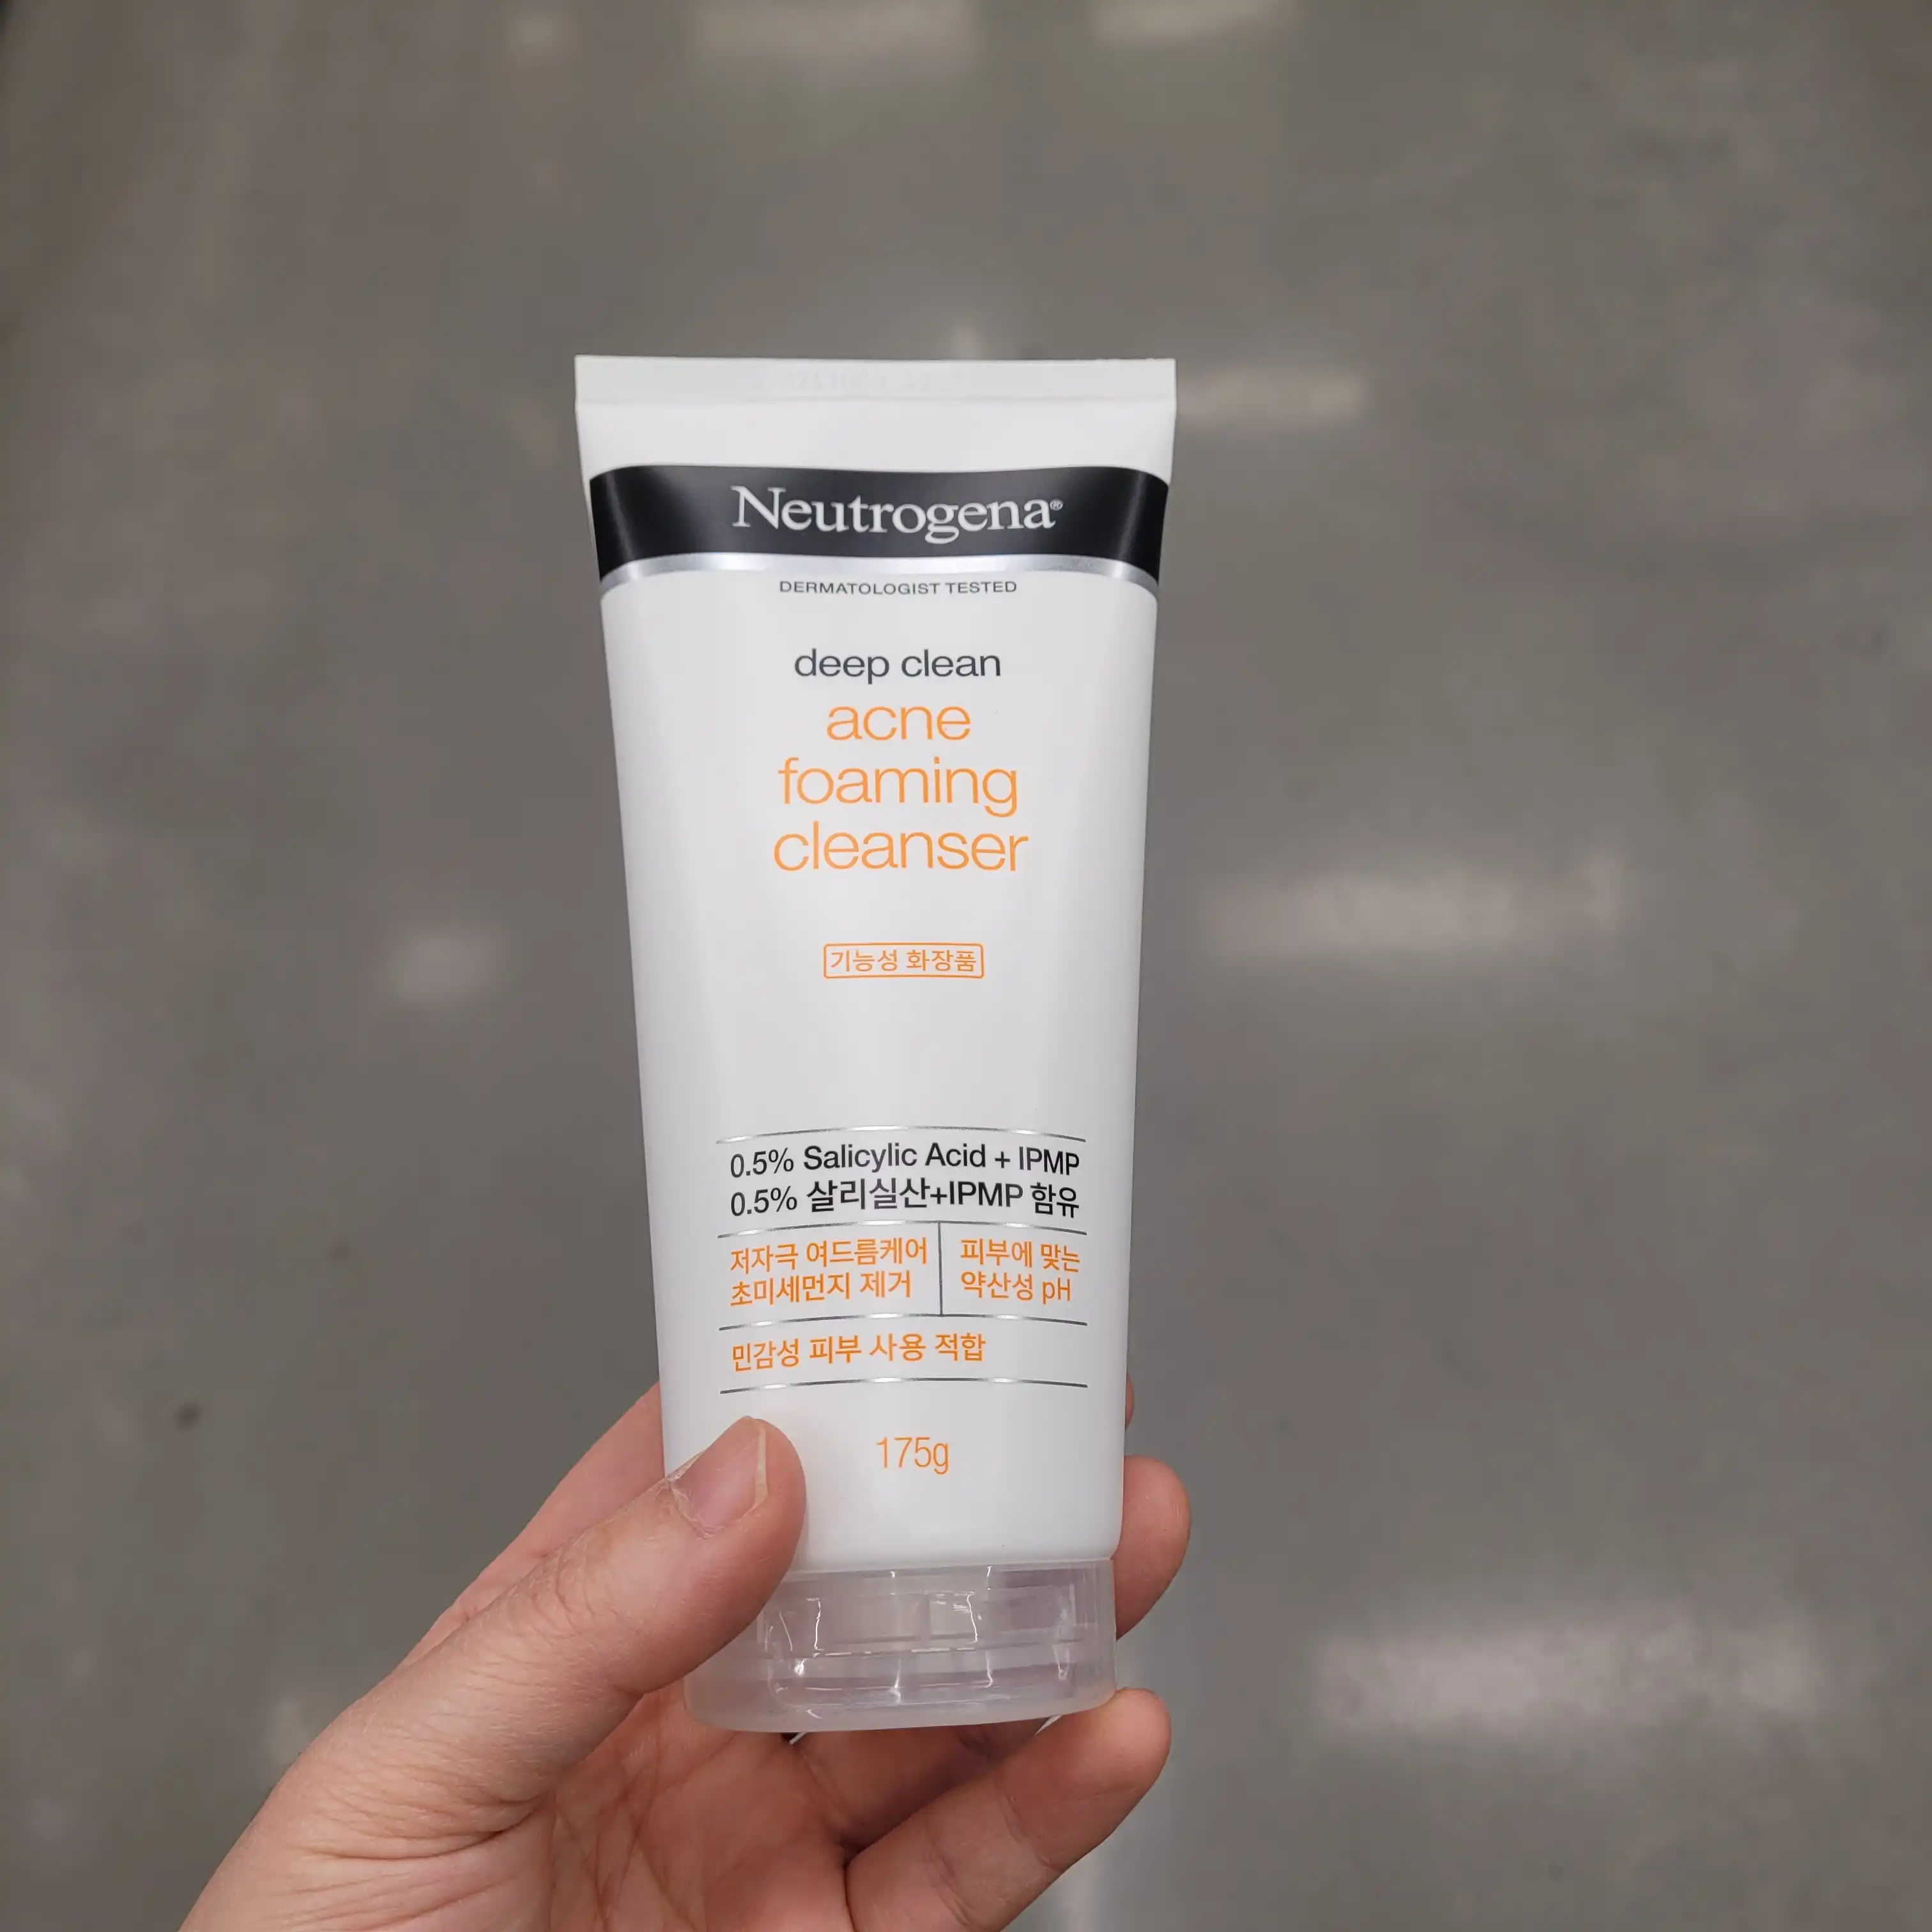 Neutrogena®
DERMATOLOGIST TESTED
deep clean
acne
foaming
cleanser
기능성 화장품
0.5% Salicylic Acid + IPMP
0.5% 살리실산+IPMP 함유
저자극 여드름케어
초미세먼지 제거
피부에 맞는
약산성 pH
민감성 피부 사용 적합
175g